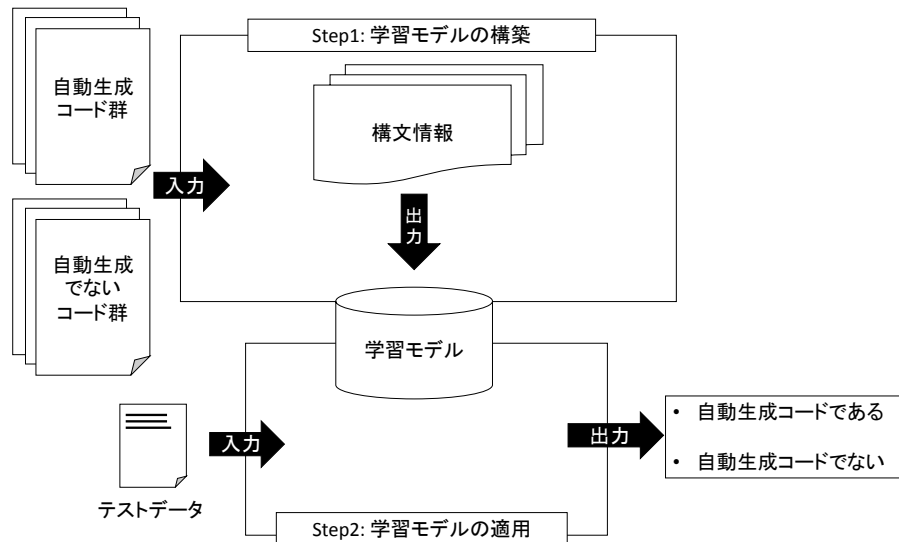 Step1: 学習モデルの構築
自動生成
コード群
構文情報
入力
出
力
自動生成
でない
コード群
学習モデル
入力
出力
• 自動生成コードである
• 自動生成コードでない
テストデータ
Step2: 学習モデルの適用